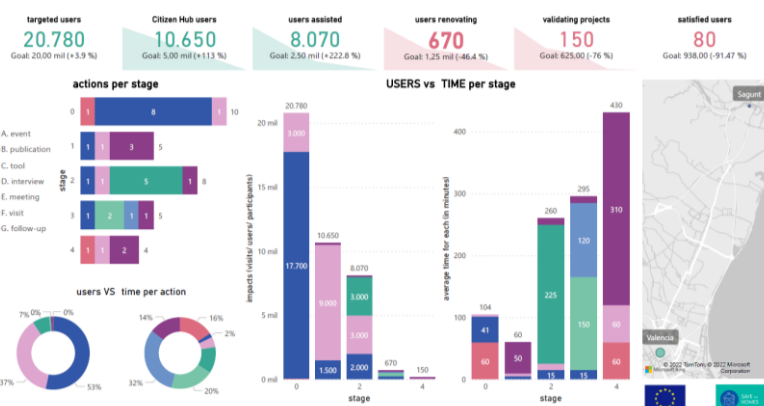 targeted users
20.780
Goal: 20,00 mil (+3.9 %)
Citizen Hub users
10.650
Goal: 5,00 mil (+113 %)
users assisted
8.070
Goal: 2,50 mil (+222.8 %)
users renovating
670
Goal: 1,25 mil (-46.4 %)
validating projects
150
Goal: 625,00 (-76 %)
satisfied users
80
Goal: 938,00 (-91.47 %)
actions per stage
A. event
B. publication
C. tool
D. interview
E. meeting
F. visit
G. follow-up
stage
0 1 8 1 10
1 1 1 3 5
2 1 1 5 1 8
3 1 2 1 1 5
4 1 1 2 4
users VS time per action
7% 0% 0%
37%
53%
14%
16%
2%
32%
20%
USERS vs TIME per stage
impacts (visits/ users/ participants)
20 mil
15 mil
10 mil
5 mil
0 mil
20.780
3.000
17.700
10.650
9.000
1.500
8.070
3.000
3.000
2.000
670
150
0 2 4
stage
average time for each (in minutes)
400
300
200
100
0
104
41
60
60
50
260
225
15
295
120
150
15
430
310
60
60
0 2 4
stage
Sagunt
Valencia
© 2022 TomTom, © 2022 Microsoft
Corporation